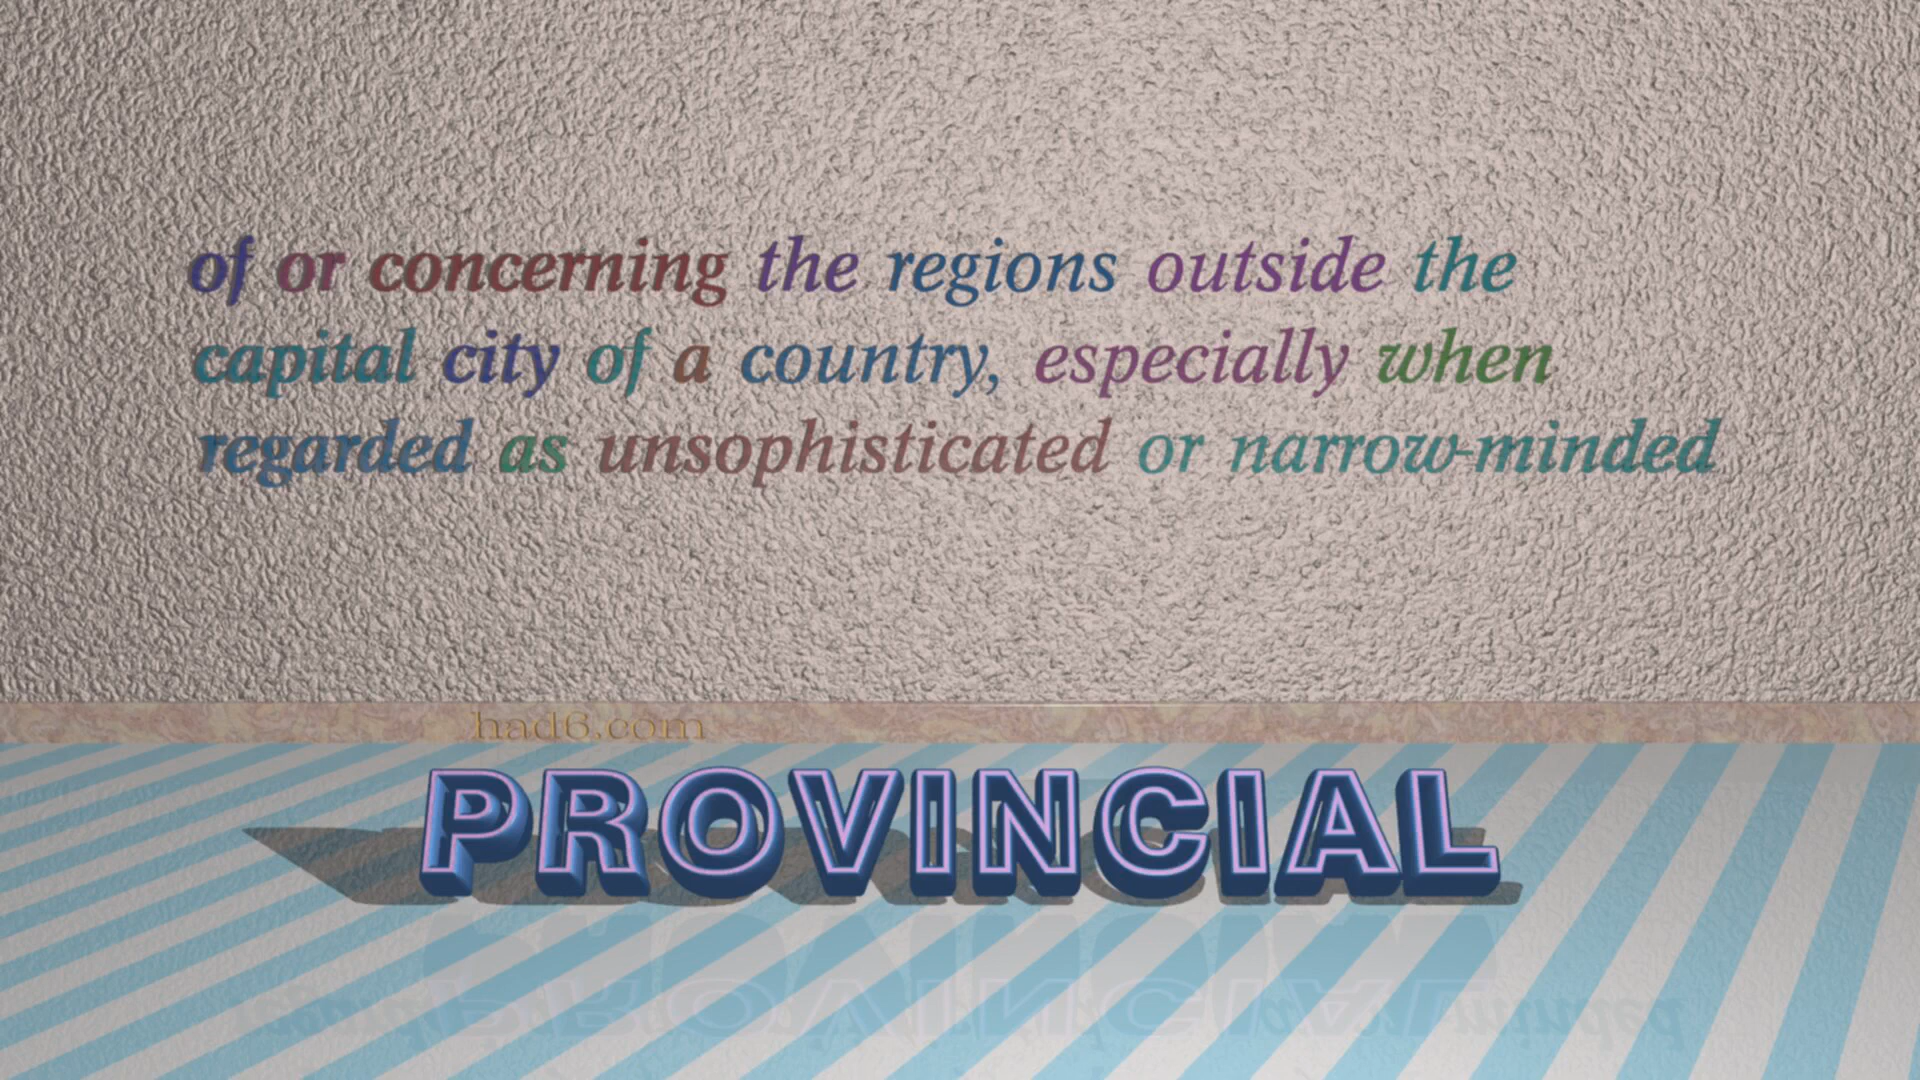 of or concerning the regions outside the
capital city of a country, especially when
regarded as unsophisticated or narrow-minded
had6.com
PROVINCIAL